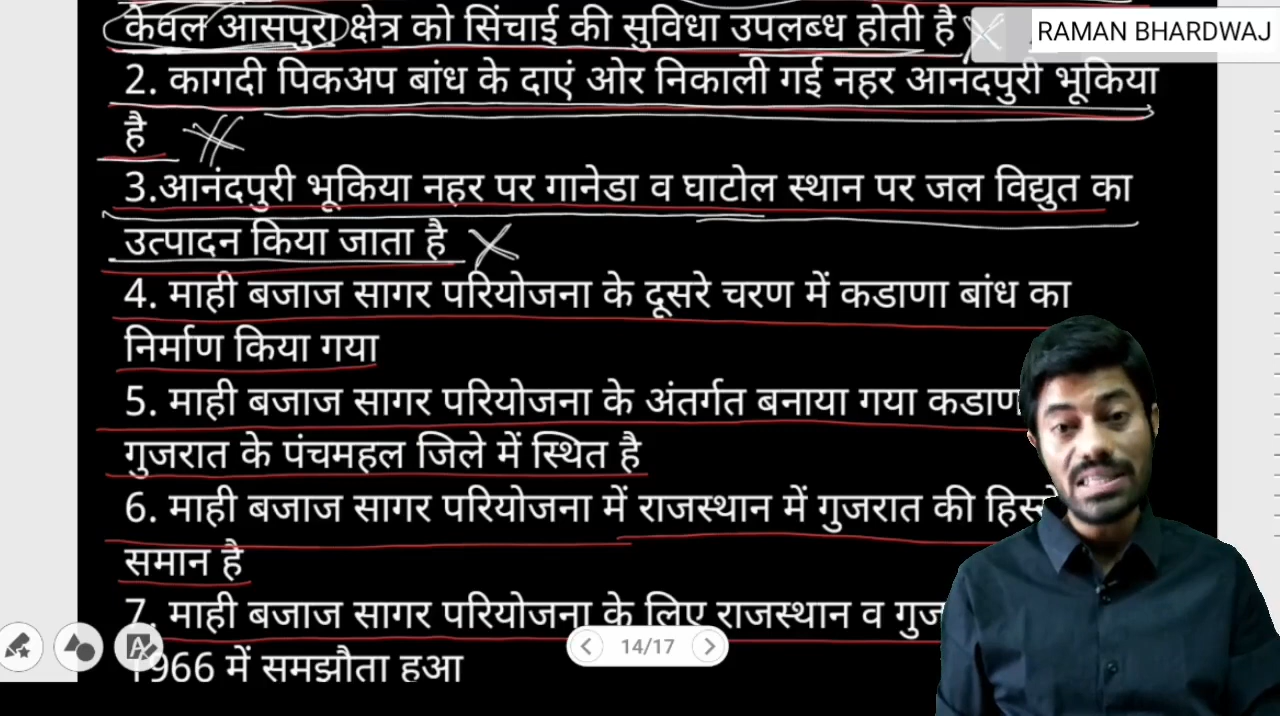 केवल आसपुरा क्षेत्र को सिंचाई की सुविधा उपलब्ध होती है
RAMAN BHARDWAJ
2. कागदी पिकअप बांध के दाएं ओर निकाली गई नहर आनदपुरी भूकिया
है
3.आनंदपुरी भूकिया नहर पर गानेडा व घाटोल स्थान पर जल विद्युत का
उत्पादन किया जाता है
4. माही बजाज सागर परियोजना के दूसरे चरण में कडाणा बांध का
निर्माण किया गया
5. माही बजाज सागर परियोजना के अंतर्गत बनाया गया
गुजरात के पंचमहल जिले में स्थित है
6. माही बजाज सागर परियोजना में राजस्थान में गुजरात की
समान है
7. माही बजाज सागर परियोजना के लिए राजस्थान व
1966 में समझौता हुआ
14/17